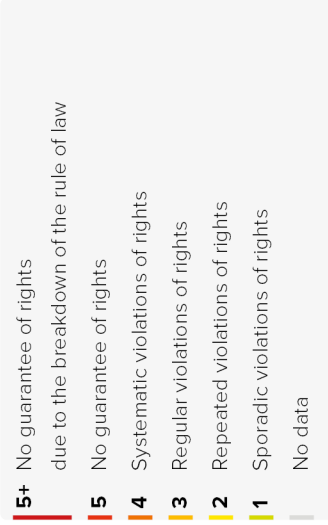 5+ No guarantee of rights
due to the breakdown of the rule of law
5 No guarantee of rights
4 Systematic violations of rights
3 Regular violations of rights
2 Repeated violations of rights
1 Sporadic violations of rights
No data